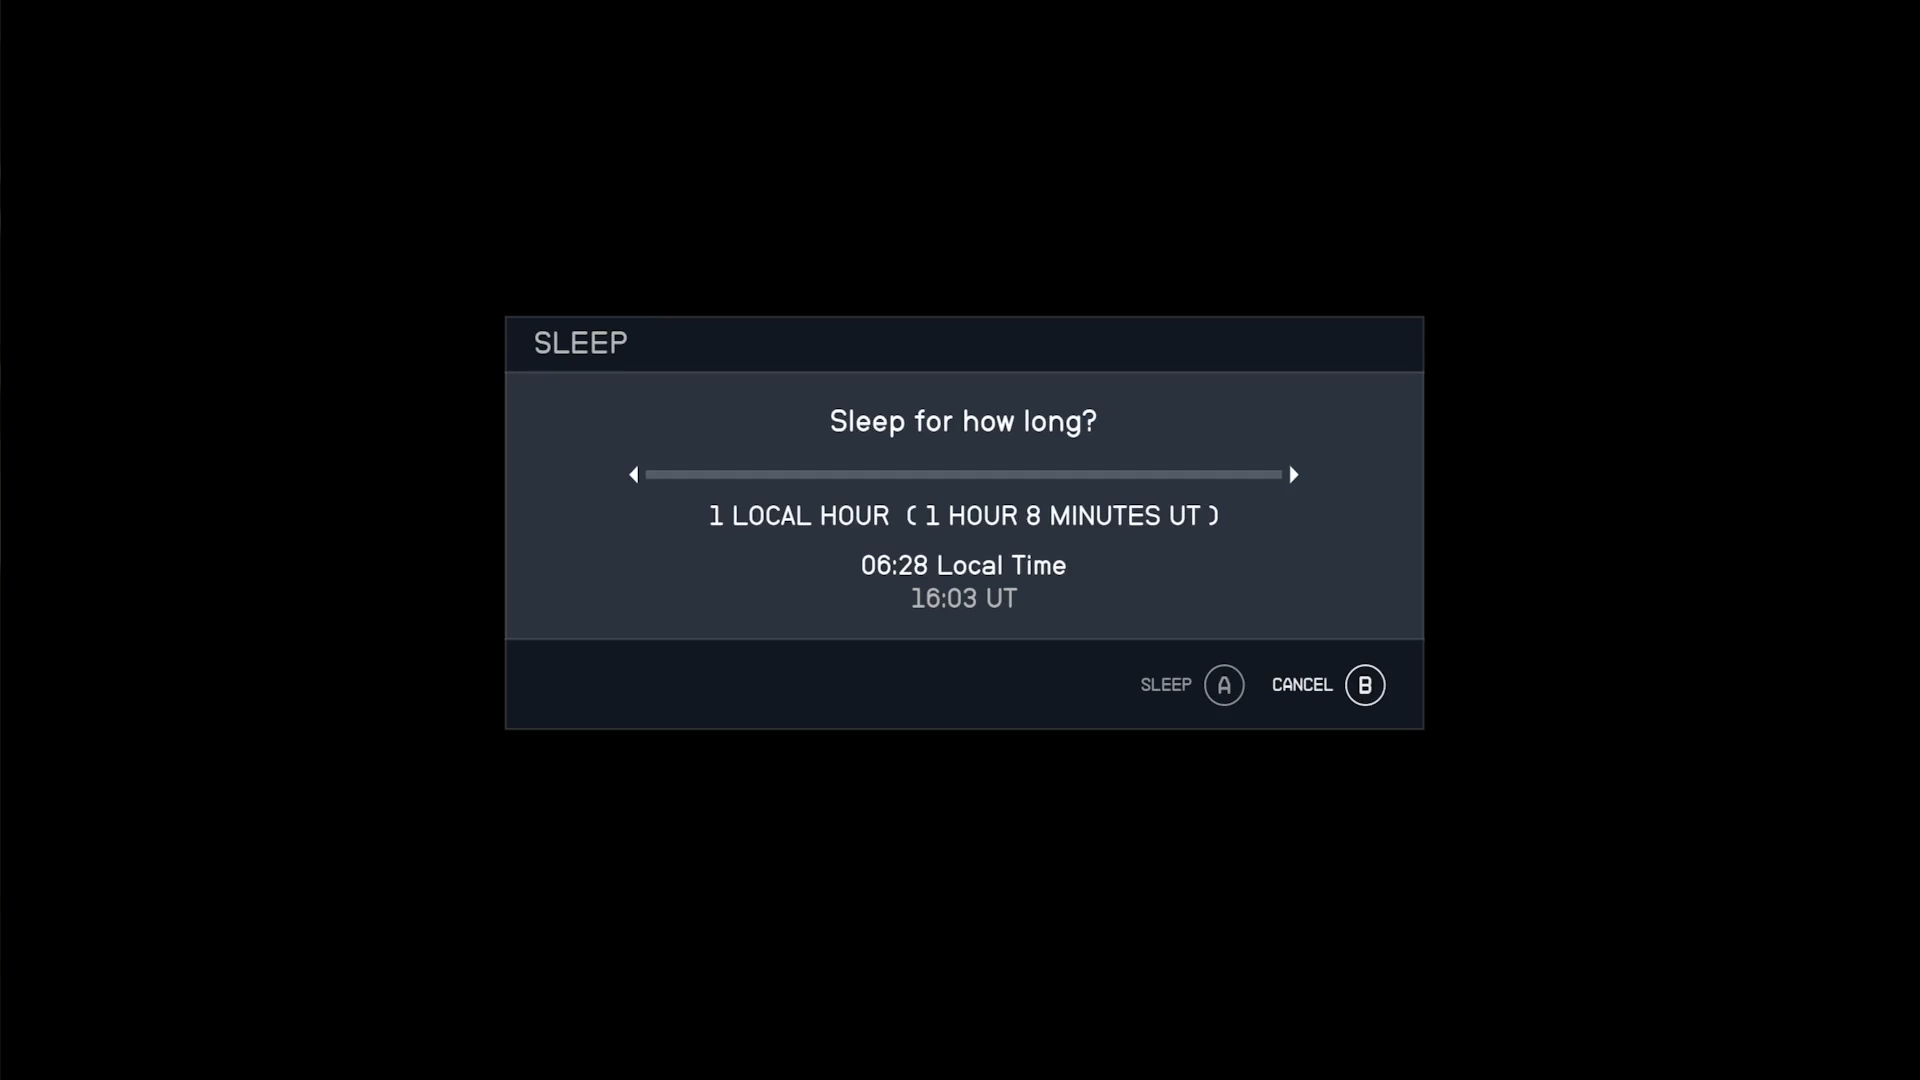 SLEEP
Sleep for how long?
1 LOCAL HOUR ( 1 HOUR 8 MINUTES UT )
06:28 Local Time
16:03 UT
SLEEP A CANCEL B